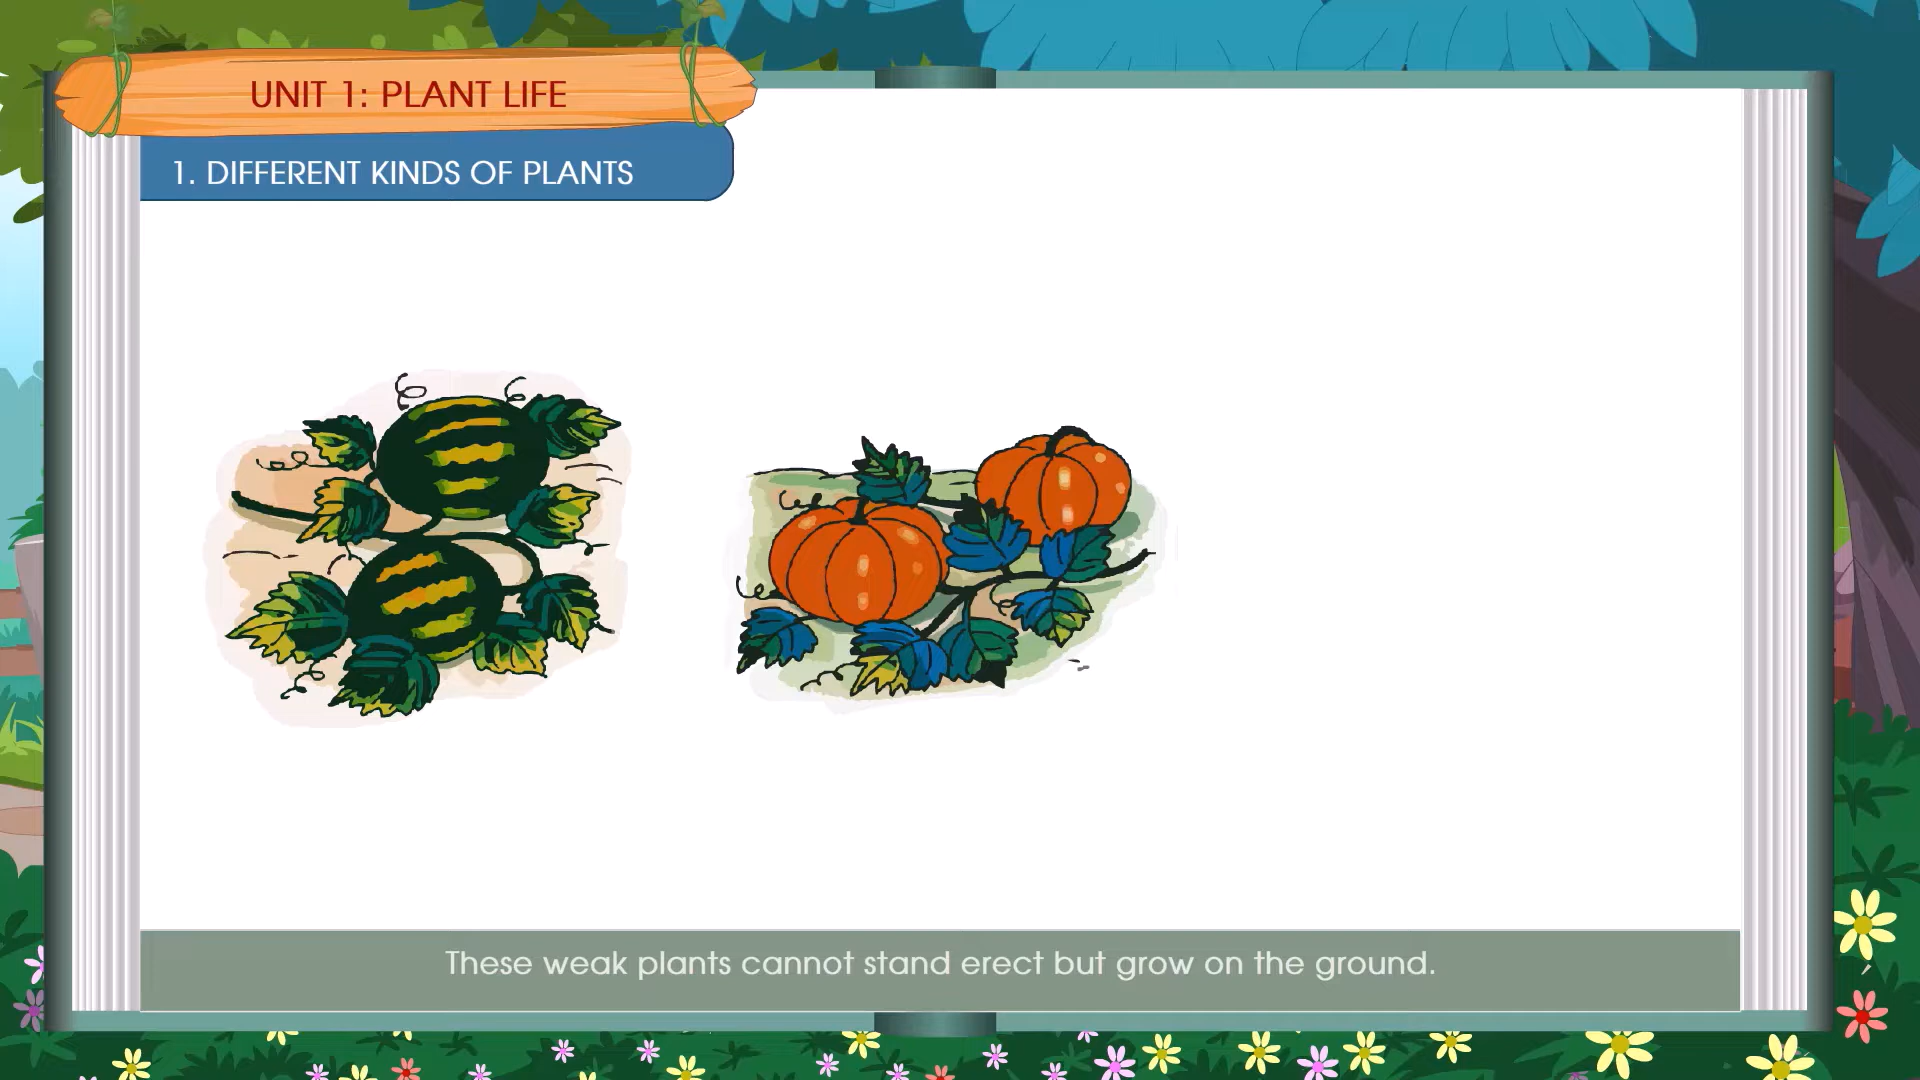 UNIT 1: PLANT LIFE
1. DIFFERENT KINDS OF PLANTS
These weak plants cannot stand erect but grow on the ground.